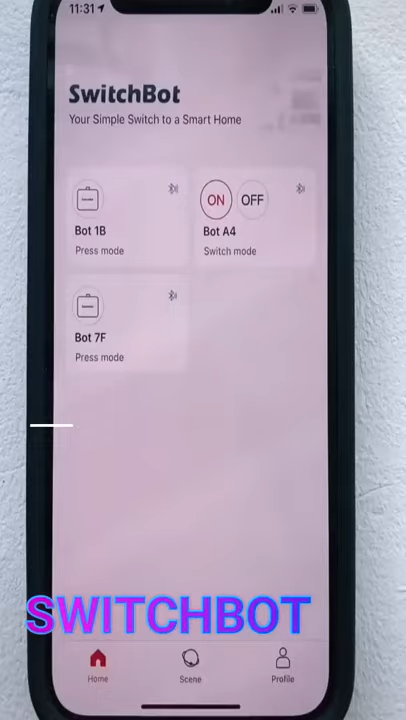 11:31
SwitchBot
Your Simple Switch to a Smart Home
ON OFF
Bot 1B
Press mode
Bot A4
Switch mode
Bot 7F
Press mode
SWITCHBOT
Home
Scene
Profile